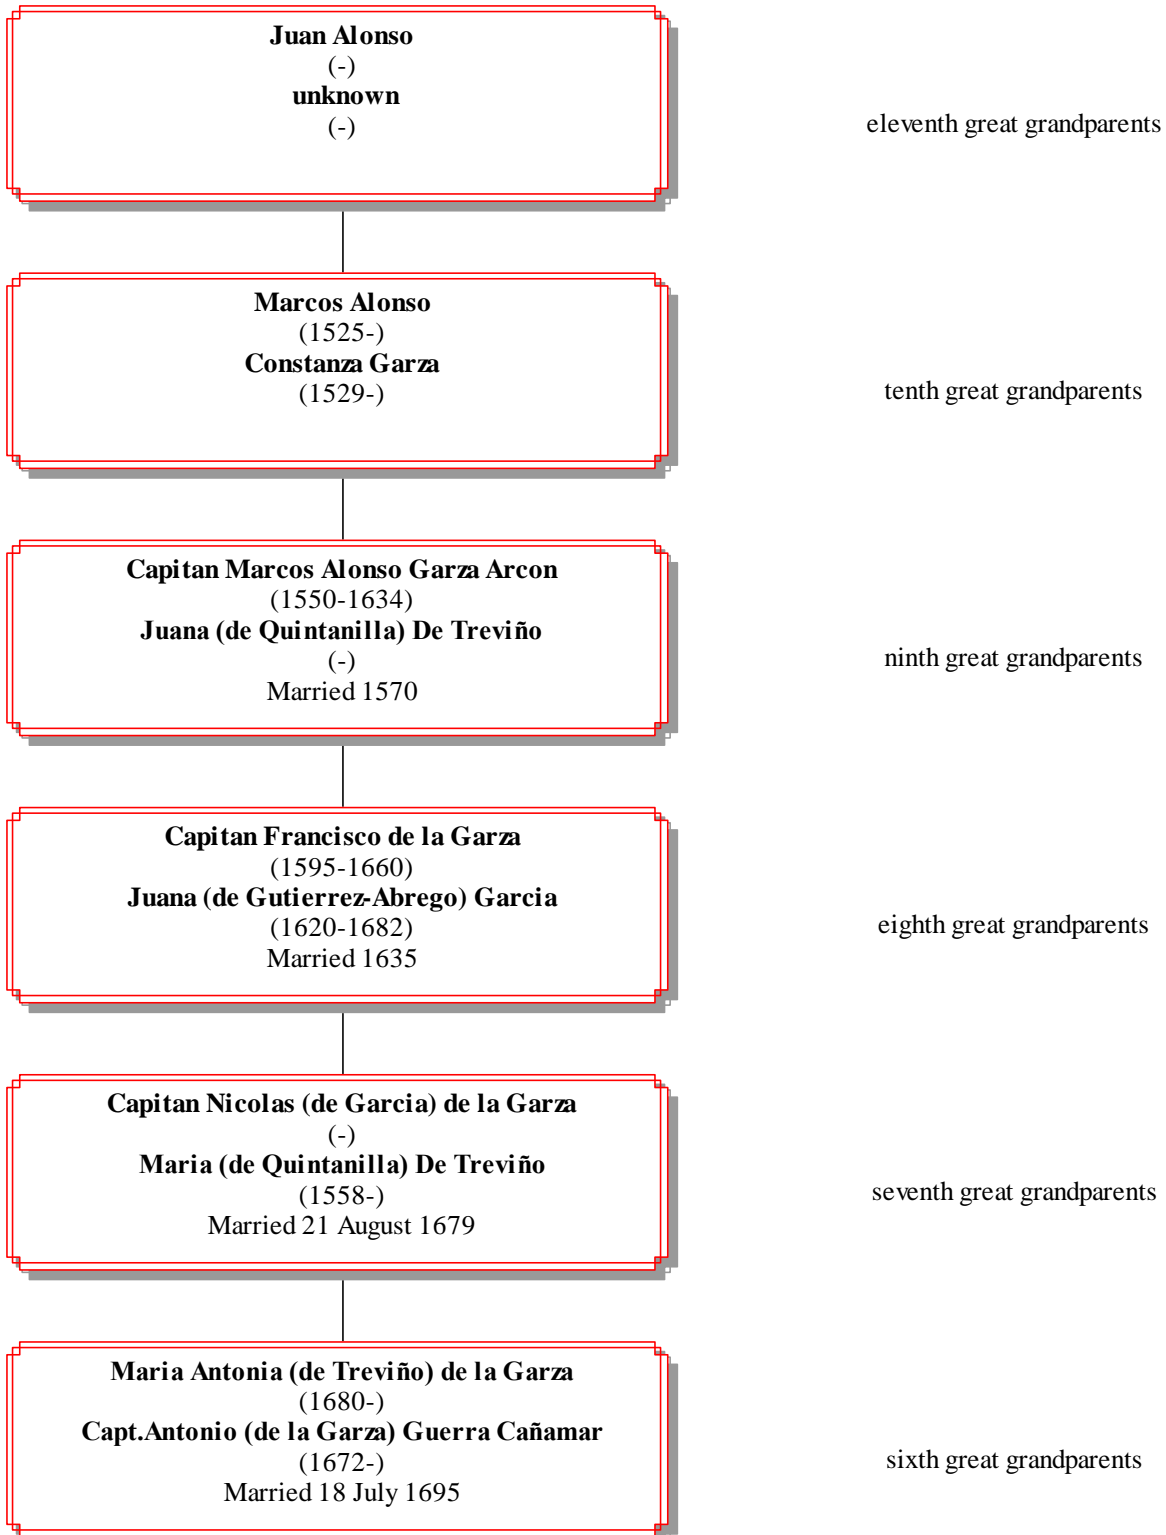 Juan Alonso
(-)
unknown
(-)
eleventh great grandparents
Marcos Alonso
(1525-)
Constanza Garza
(1529-)
tenth great grandparents
Capitan Marcos Alonso Garza Arcon
(1550-1634)
Juana (de Quintanilla) De Treviño
(-)
Married 1570
ninth great grandparents
Capitan Francisco de la Garza
(1595-1660)
Juana (de Gutierrez-Abrego) Garcia
(1620-1682)
Married 1635
eighth great grandparents
Capitan Nicolas (de Garcia) de la Garza
(-)
Maria (de Quintanilla) De Treviño
(1558-)
Married 21 August 1679
seventh great grandparents
Maria Antonia (de Treviño) de la Garza
(1680-)
Capt.Antonio (de la Garza) Guerra Cañamar
(1672-)
Married 18 July 1695
sixth great grandparents